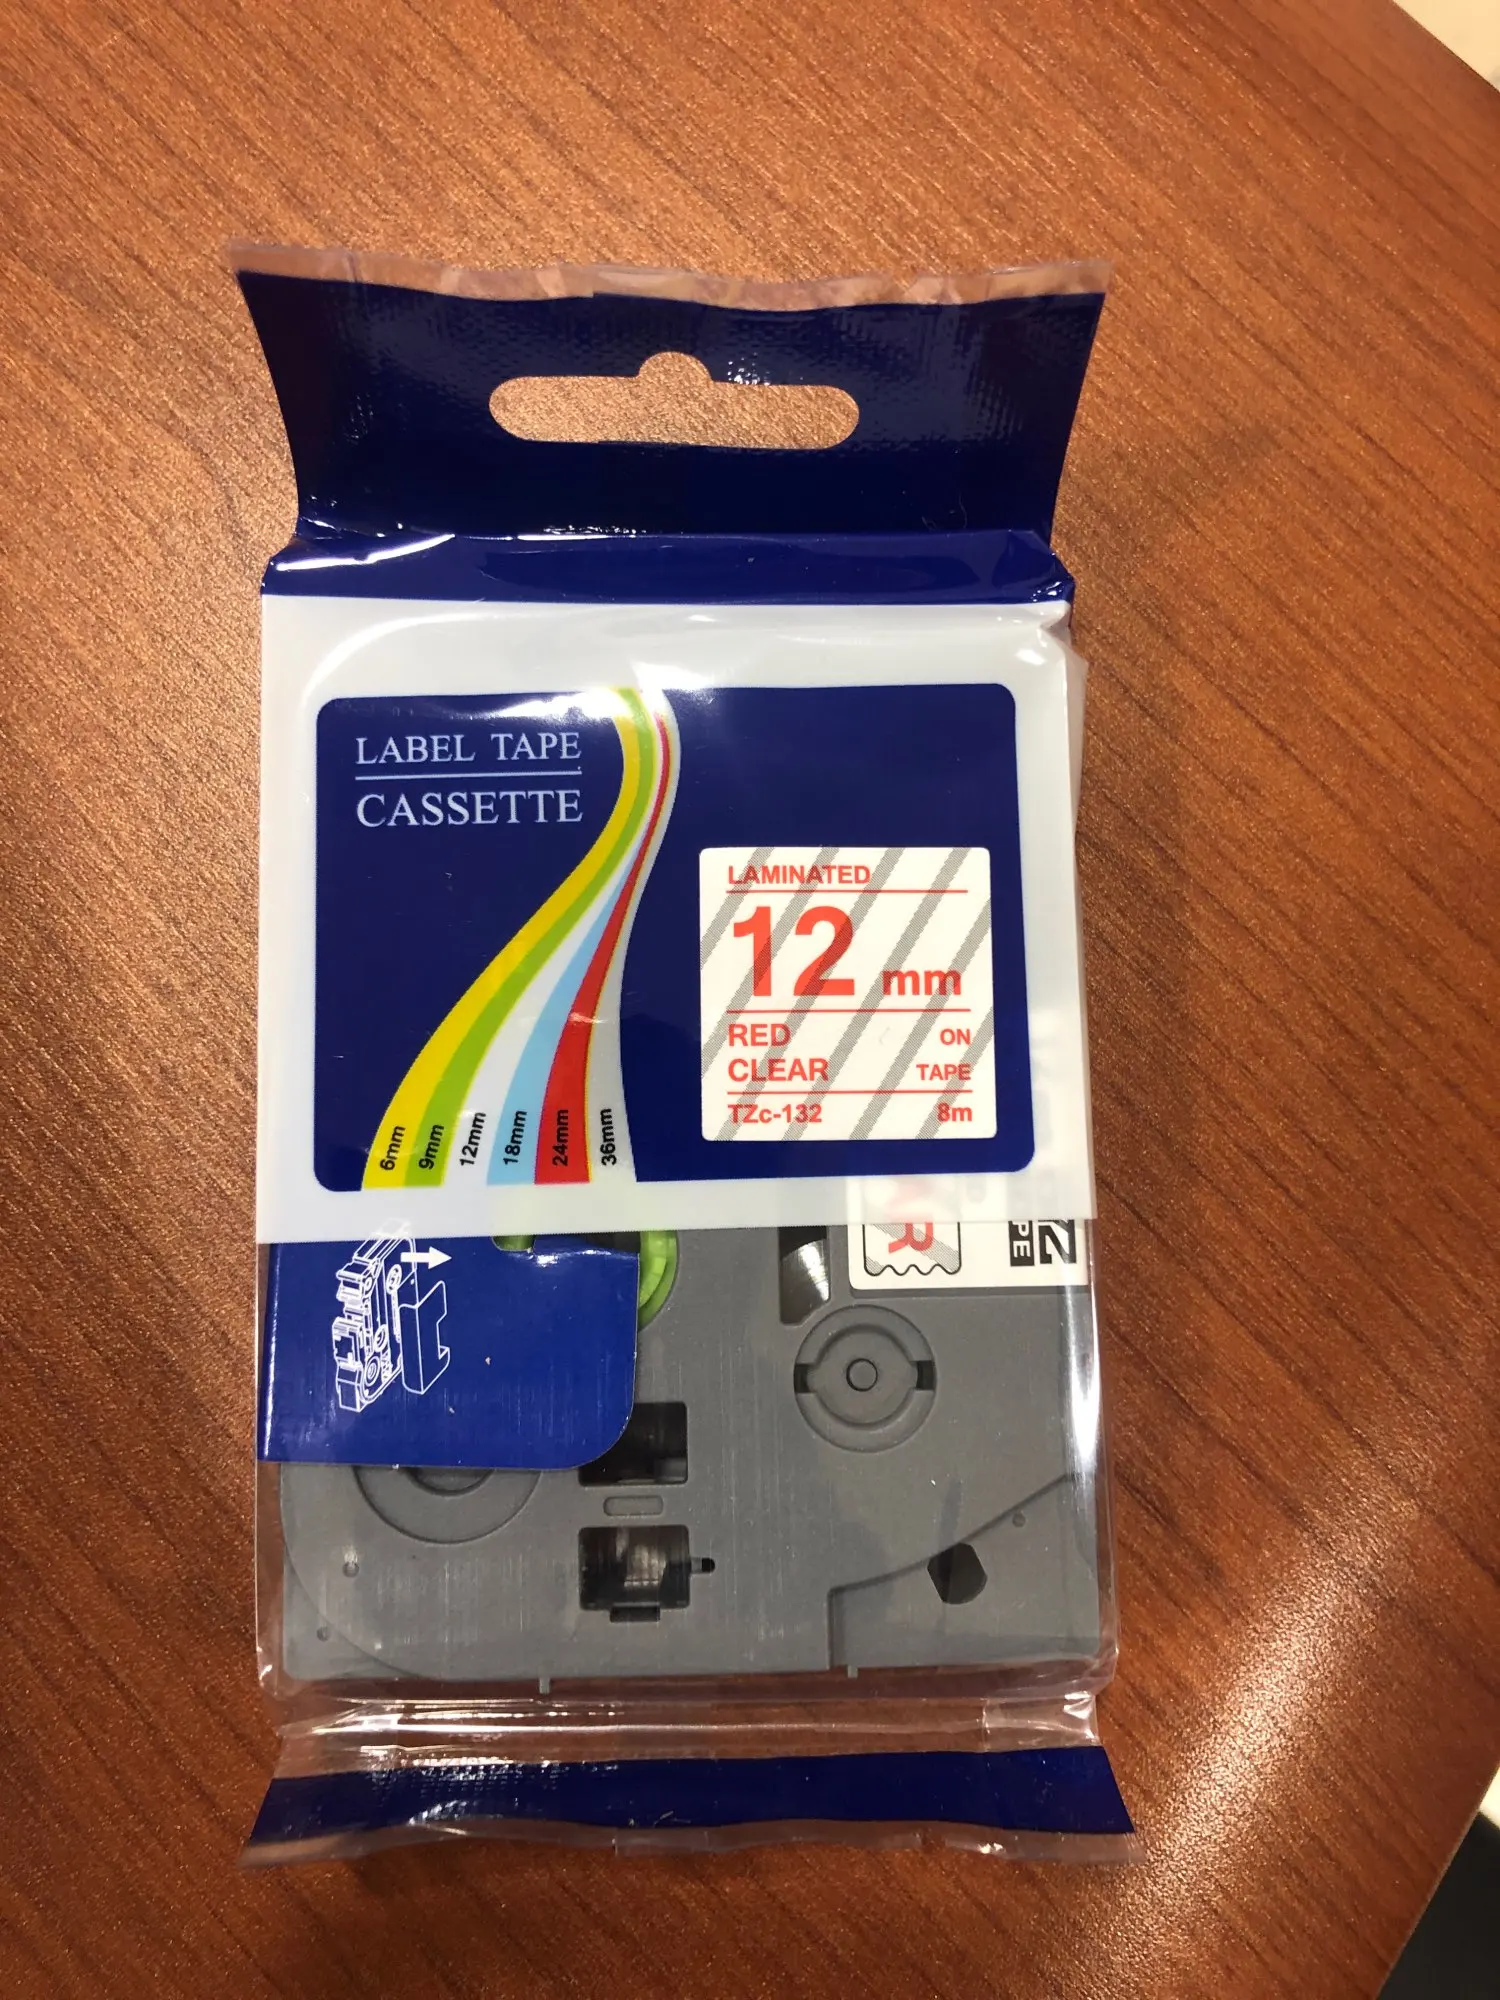 LABEL TAPE
CASSETTE
LAMINATED
12 mm
RED ON
CLEAR TAPE
TZc-132 8m
6mm
9mm
12mm
18mm
24mm
36mm